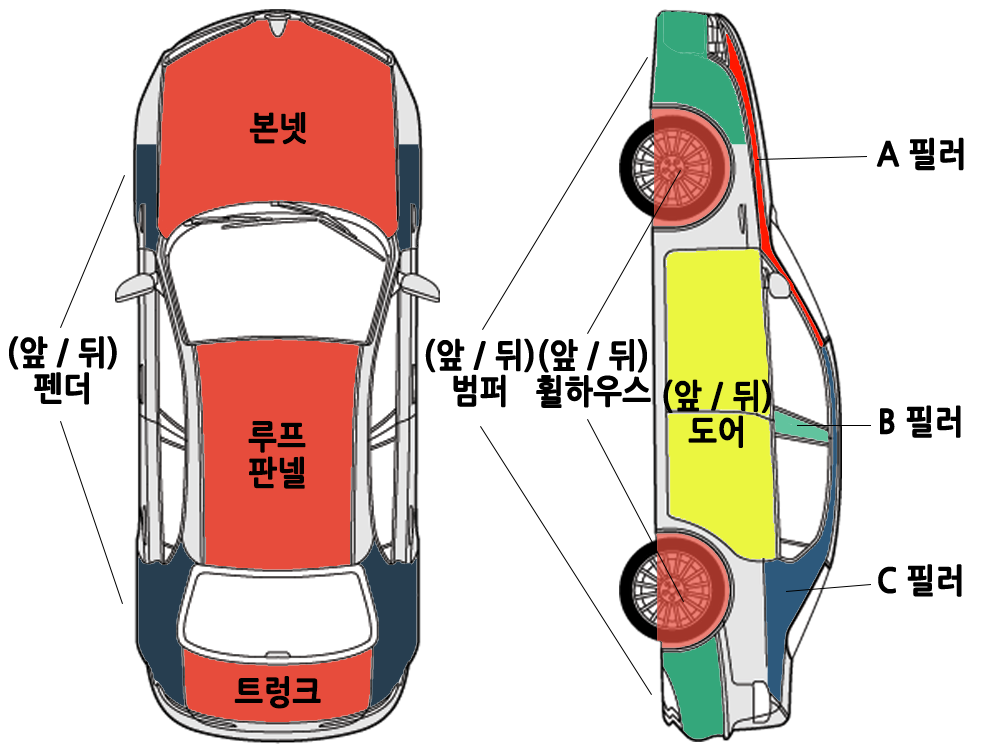 본넷
A 필러
(앞 / 뒤)
펜더
(앞 / 뒤)
범퍼
(앞 / 뒤)
휠하우스
(앞 / 뒤)
도어
루프
판넬
B 필러
C 필러
트렁크